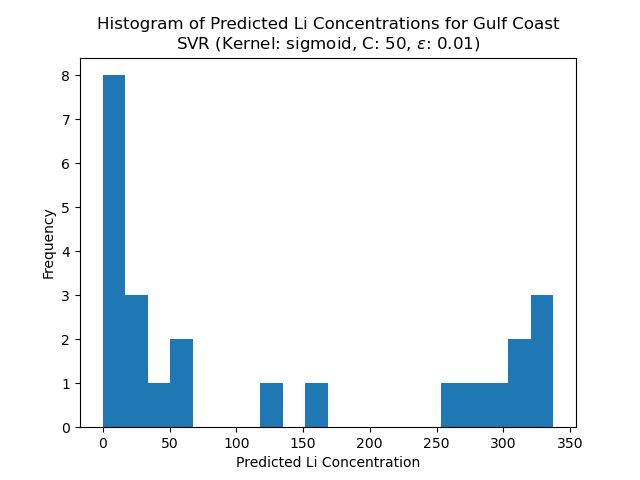 Histogram of Predicted Li Concentrations for Gulf Coast
SVR (Kernel: sigmoid, C: 50, ε: 0.01)
8
7
6
5
4
3
2
1
0
Frequency
0 50 100 150 200 250 300 350
Predicted Li Concentration